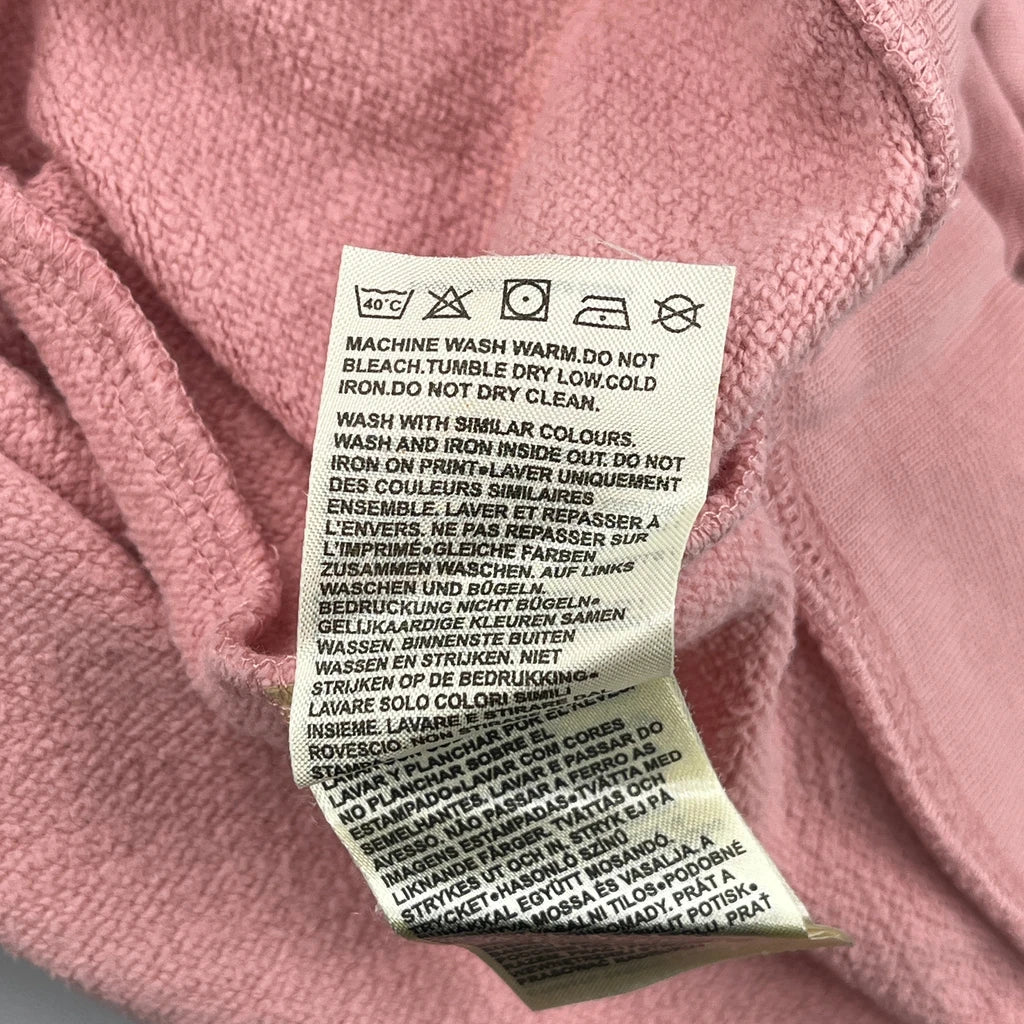 40°C
MACHINE WASH WARM.DO NOT
BLEACH.TUMBLE DRY LOW.COLD
IRON.DO NOT DRY CLEAN.
WASH WITH SIMILAR COLOURS.
WASH AND IRON INSIDE OUT. DO NOT
IRON ON PRINT•LAVER UNIQUEMENT
DES COULEURS SIMILAIRES
ENSEMBLE. LAVER ET REPASSER À
L'ENVERS. NE PAS REPASSER SUR
L'IMPRIMÉ•GLEICHE FARBEN
ZUSAMMEN WASCHEN. AUF LINKS
WASCHEN UND BÜGELN.
BEDRUCKUNG NICHT BÜGELN•
GELIJKAARDIGE KLEUREN SAMEN
WASSEN. BINNENSTE BUITEN
WASSEN EN STRIJKEN. NIET
STRIJKEN OP DE BEDRUKKING•
LAVARE SOLO COLORI SIMILI
INSIEME. LAVARE E STIRARE
ROVESCIO. NON
LAVAR Y PLANCHAR POR EL
NO PLANCHAR SOBRE EL
ESTAMPADO•LAVAR COM CORES
SEMELHANTES. LAVAR E PASSAR DO
AVESSO. NÃO PASSAR A FERRO AS
IMAGENS ESTAMPADAS•TVÄTTA MED
LIKNANDE FÄRGER. TVÄTTAS OCH
STRYKES UT OCH IN. STRYK EJ PÅ
TRYCKET•HASONLÓ SZÍNŰ
EGYÜTT MOSANDÓ.
MOSSA ÉS VASALJA. A
TILOS•PODOBNÉ
PRÁT A
POTISK•
PRAŤ